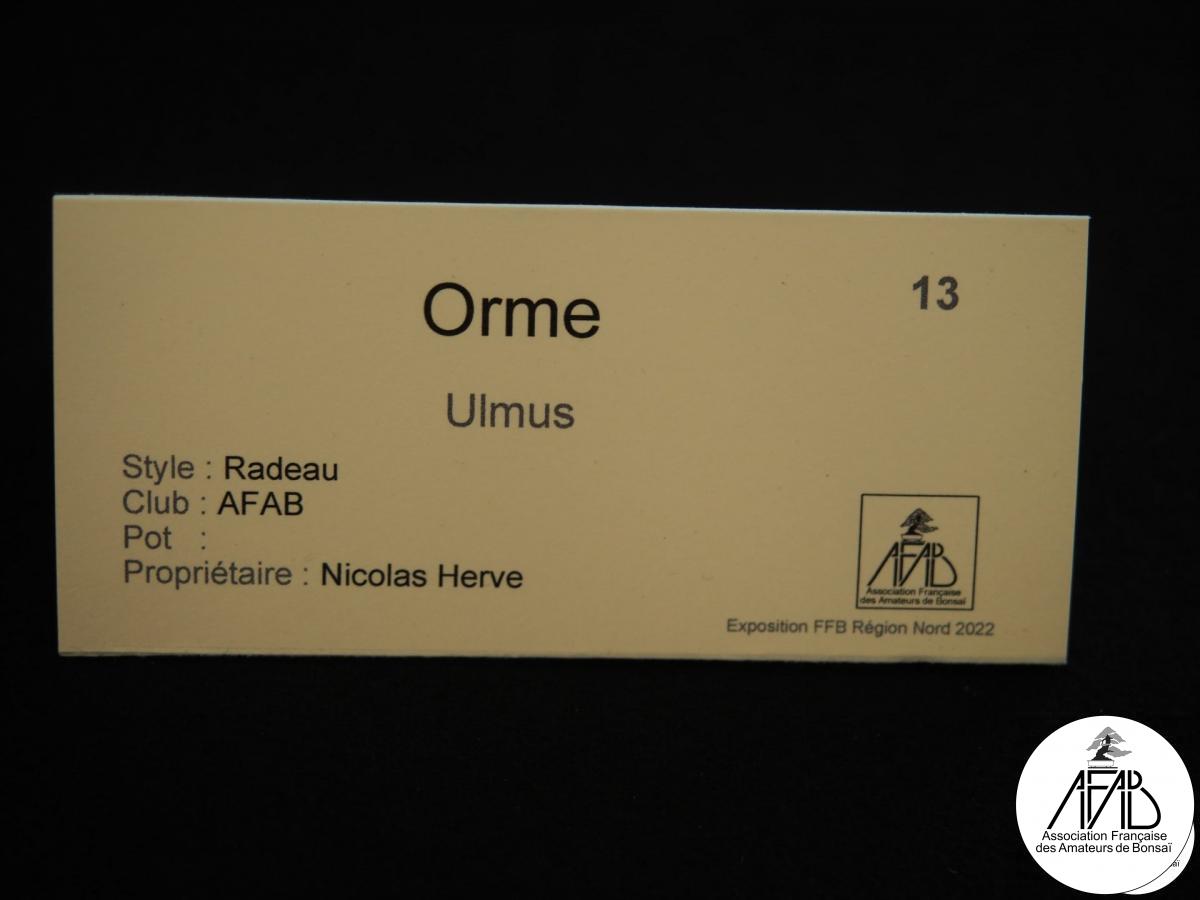 Orme
13
Ulmus
Style : Radeau
Club : AFAB
Pot :
Propriétaire : Nicolas Herve
AFAB
Association Française
des Amateurs de Bonsaï
Exposition FFB Région Nord 2022
AFAB
Association Française
des Amateurs de Bonsaï
aï